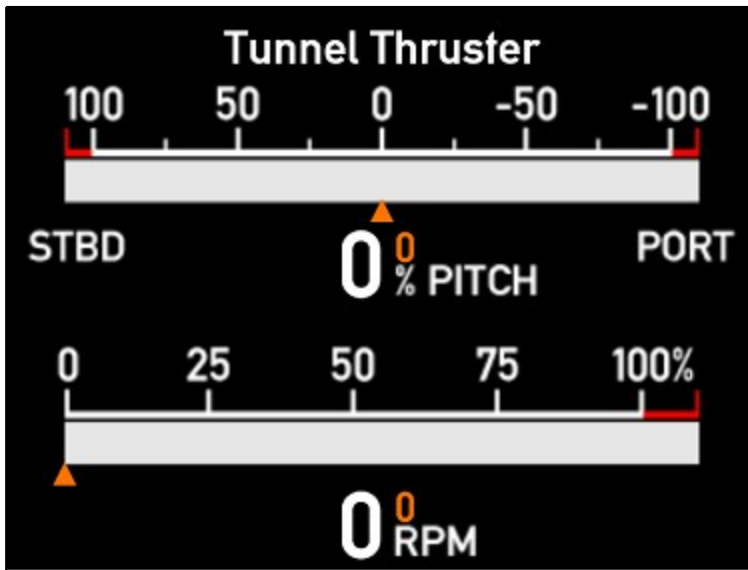 Tunnel Thruster
100 50 0 -50 -100
STBD 0 0 % PITCH PORT
0 25 50 75 100%
0 0 RPM